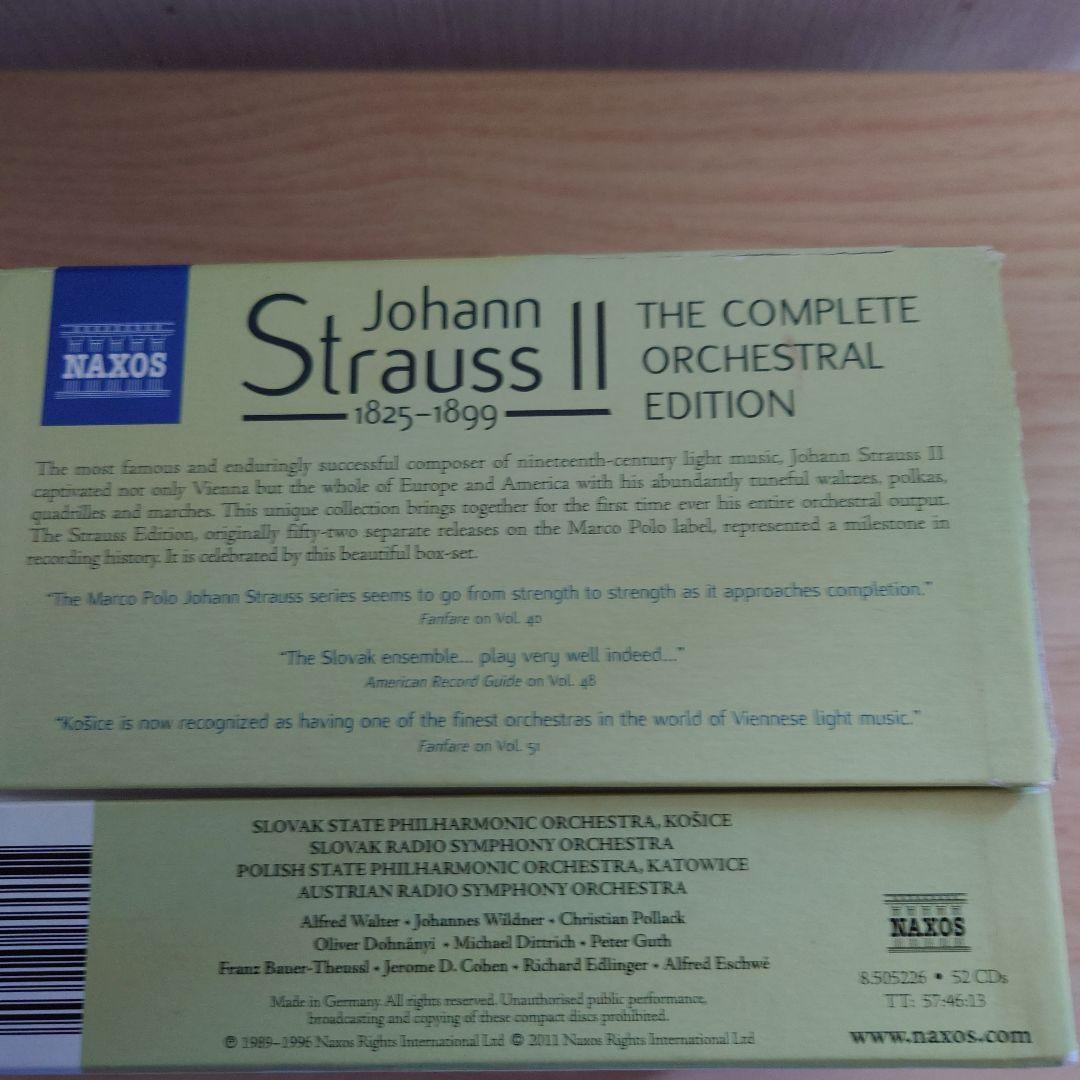 NAXOS
Johann
Strauss II
1825–1899
THE COMPLETE
ORCHESTRAL
EDITION
The most famous and enduringly successful composer of nineteenth-century light music, Johann Strauss II
captivated not only Vienna but the whole of Europe and America with his abundantly tuneful waltzes, polkas,
quadrilles and marches. This unique collection brings together for the first time ever his entire orchestral output.
The Strauss Edition, originally fifty-two separate releases on the Marco Polo label, represented a milestone in
recording history. It is celebrated by this beautiful box-set.
“The Marco Polo Johann Strauss series seems to go from strength to strength as it approaches completion.”
Fanfare on Vol. 40
“The Slovak ensemble... play very well indeed...”
American Record Guide on Vol. 48
“Košice is now recognized as having one of the finest orchestras in the world of Viennese light music.”
Fanfare on Vol. 51
SLOVAK STATE PHILHARMONIC ORCHESTRA, KOŠICE
SLOVAK RADIO SYMPHONY ORCHESTRA
POLISH STATE PHILHARMONIC ORCHESTRA, KATOWICE
AUSTRIAN RADIO SYMPHONY ORCHESTRA
Alfred Walter • Johannes Wildner • Christian Pollack
Oliver Dohnányi • Michael Dittrich • Peter Guth
Franz Bauer-Theussl • Jerome D. Cohen • Richard Edlinger • Alfred Eschwé
Made in Germany. All rights reserved. Unauthorised public performance,
broadcasting and copying of these compact discs prohibited.
℗ 1989–1996 Naxos Rights International Ltd © 2011 Naxos Rights International Ltd
NAXOS
8.505226 • 52 CDs
TT: 57:46:13
www.naxos.com